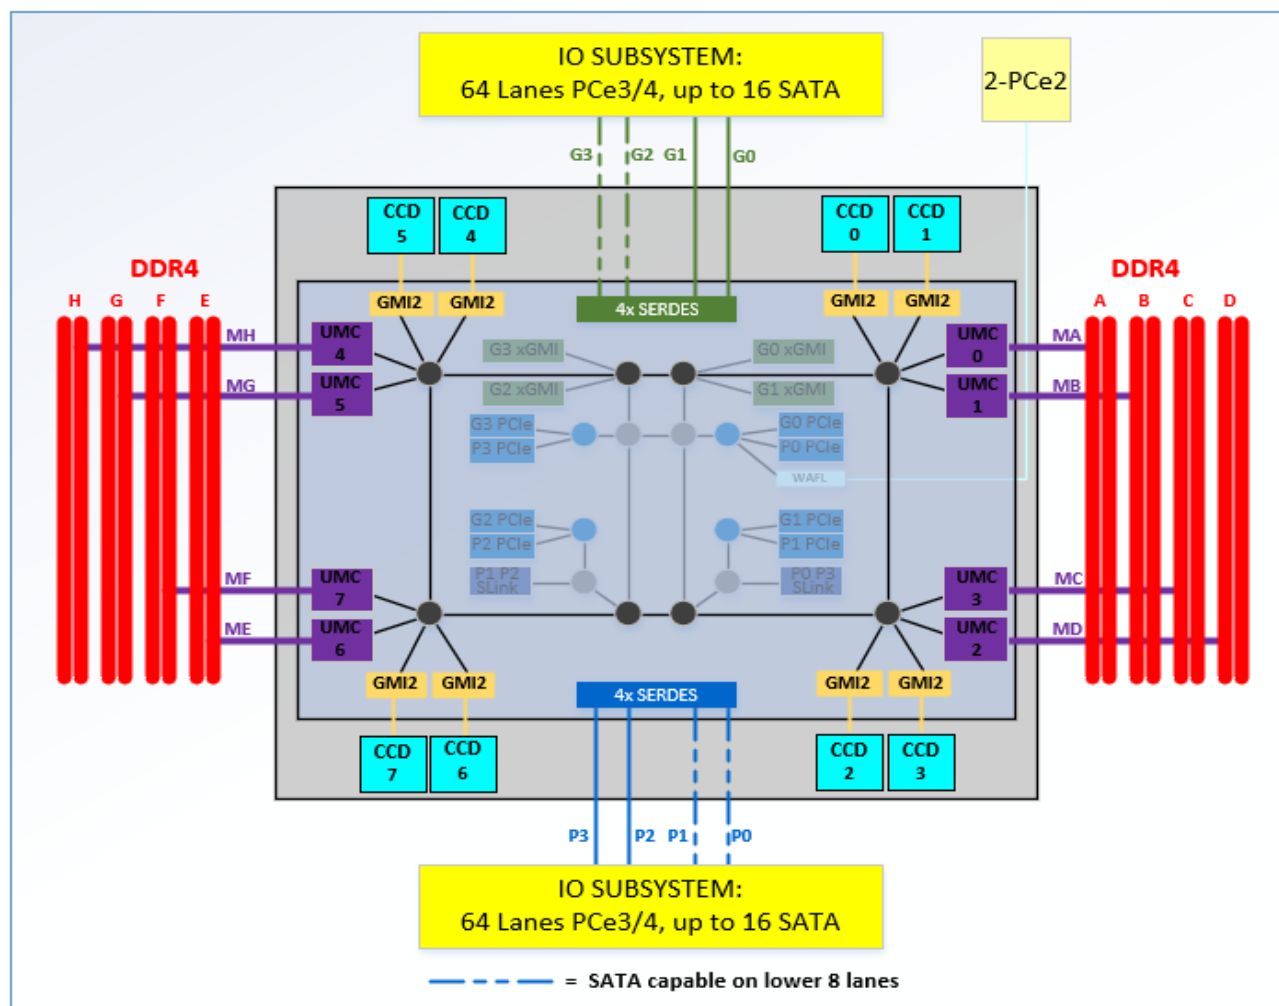 IO SUBSYSTEM:
64 Lanes PCe3/4, up to 16 SATA
2-PCe2
G3
G2
G1
G0
CCD
5
CCD
4
CCD
0
CCD
1
DDR4
H G F E
DDR4
A B C D
GMI2
GMI2
4x SERDES
GMI2
GMI2
MH
UMC
4
G3 xGMI
G0 xGMI
UMC
0
MA
MG
UMC
5
G2 xGMI
G1 xGMI
UMC
1
MB
G3 PCIe
P3 PCIe
G0 PCIe
P0 PCIe
WAFL
G2 PCIe
P2 PCIe
G1 PCIe
P1 PCIe
P1 P2
SLink
P0 P3
SLink
MF
UMC
7
UMC
3
MC
ME
UMC
6
UMC
2
MD
GMI2
GMI2
4x SERDES
GMI2
GMI2
CCD
7
CCD
6
CCD
2
CCD
3
P3
P2
P1
P0
IO SUBSYSTEM:
64 Lanes PCe3/4, up to 16 SATA
= SATA capable on lower 8 lanes